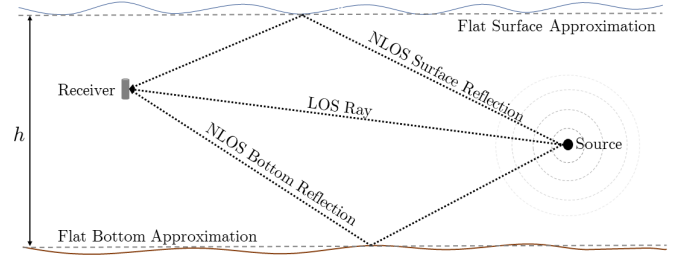 Flat Surface Approximation
NLOS Surface Reflection
Receiver
LOS Ray
h
Source
NLOS Bottom Reflection
Flat Bottom Approximation